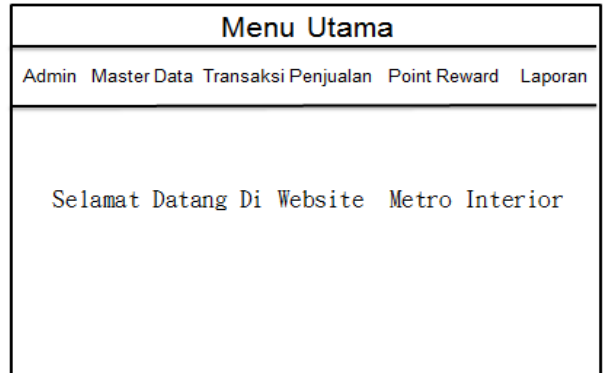 Menu Utama
Admin Master Data Transaksi Penjualan Point Reward Laporan
Selamat Datang Di Website Metro Interior